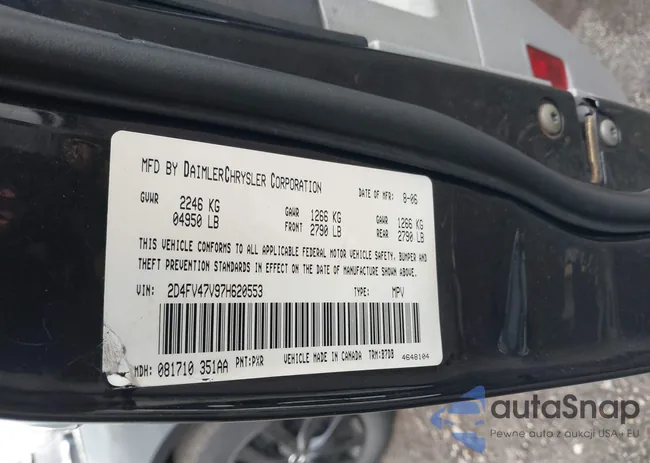 MFD BY DAIMLERCHRYSLER CORPORATION DATE OF MFR: 8-06
GVWR 2246 KG GAWR 1266 KG GAWR 1266 KG
04950 LB FRONT 2790 LB REAR 2790 LB
THIS VEHICLE CONFORMS TO ALL APPLICABLE FEDERAL MOTOR VEHICLE SAFETY, BUMPER AND
THEFT PREVENTION STANDARDS IN EFFECT ON THE DATE OF MANUFACTURE SHOWN ABOVE.
VIN: 2D4FV47V97H620553 TYPE: MPV
MDH: 081710 351AA PNT:PXR VEHICLE MADE IN CANADA TRM:B7DB 4648104
autaSnap
Pewne auto z aukcji USA i EU